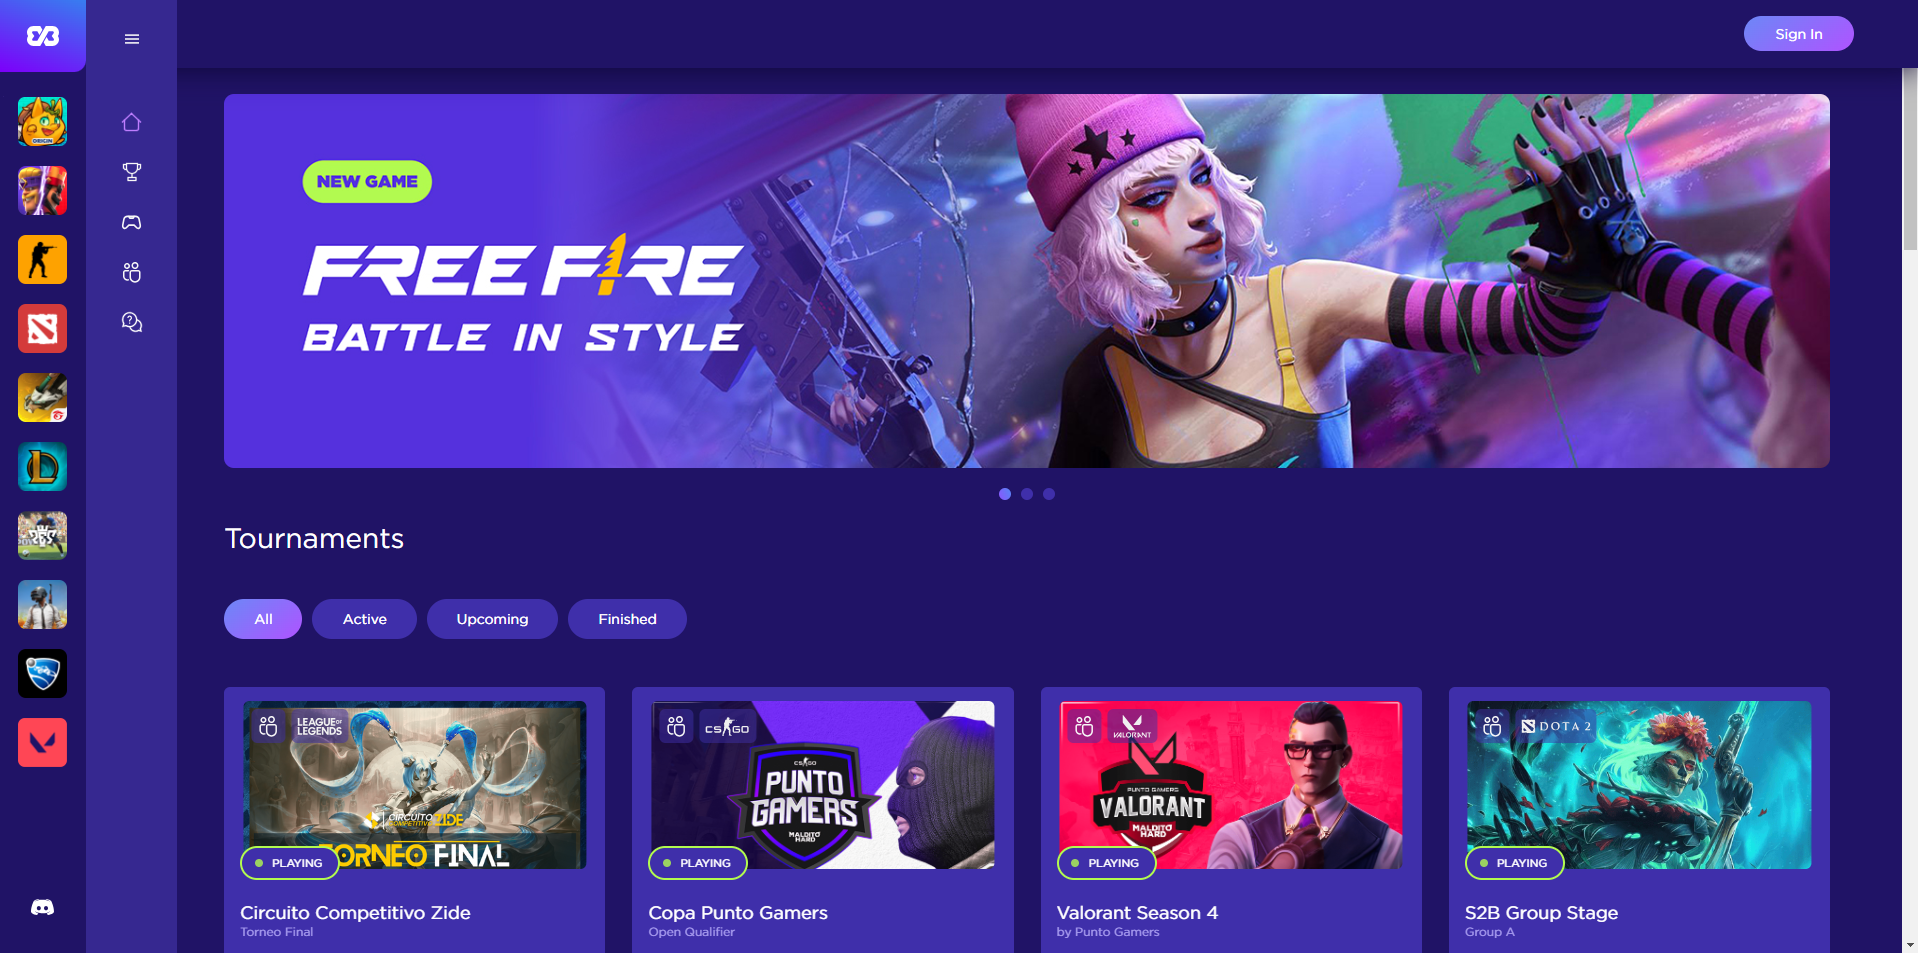 Sign In
ORIGIN
NEW GAME
FREE FIRE
BATTLE IN STYLE
Tournaments
All
Active
Upcoming
Finished
LEAGUE OF
LEGENDS
CIRCUITO
COMPETITIVO ZIDE
TORNEO FINAL
PLAYING
Circuito Competitivo Zide
Torneo Final
CS GO
CS GO
PUNTO
GAMERS
MALDITO
HARD
PLAYING
Copa Punto Gamers
Open Qualifier
VALORANT
PUNTO GAMERS
VALORANT
MALDITO
HARD
PLAYING
Valorant Season 4
by Punto Gamers
DOTA 2
PLAYING
S2B Group Stage
Group A